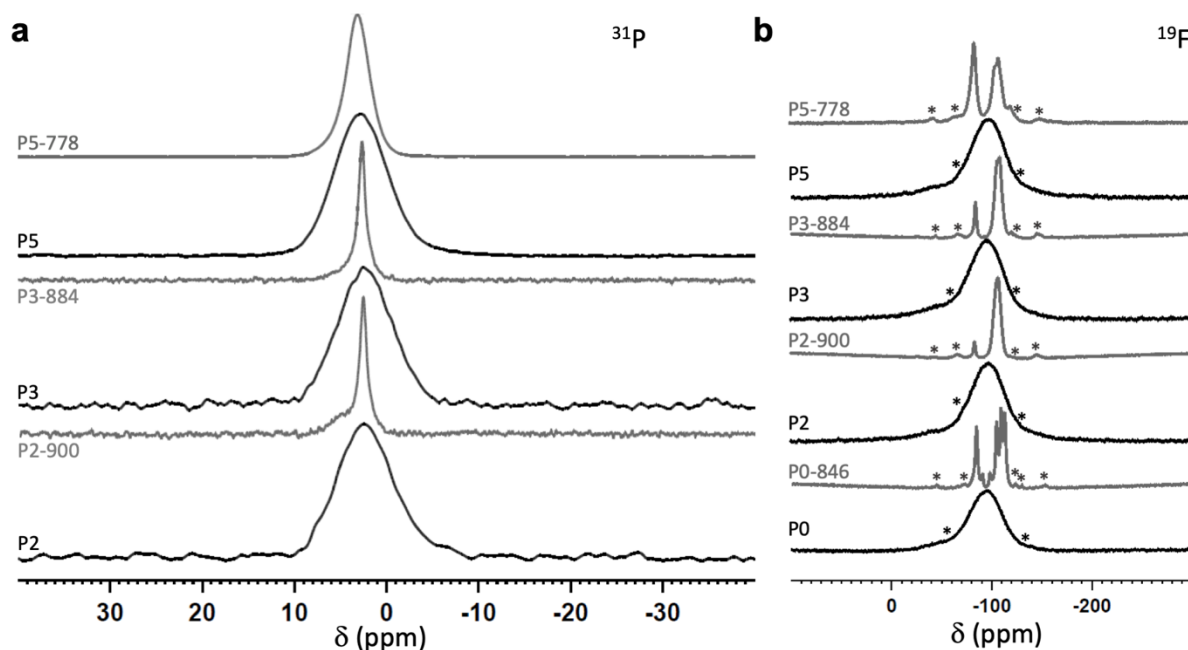 a
³¹P
P5-778
P5
P3-884
P3
P2-900
P2
30 20 10 0 -10 -20 -30
δ (ppm)
b
¹⁹F
P5-778
* * * *
P5
* *
P3-884
* * * *
P3
* *
P2-900
* * * *
P2
* *
P0-846
* * * * *
P0
* *
0 -100 -200
δ (ppm)